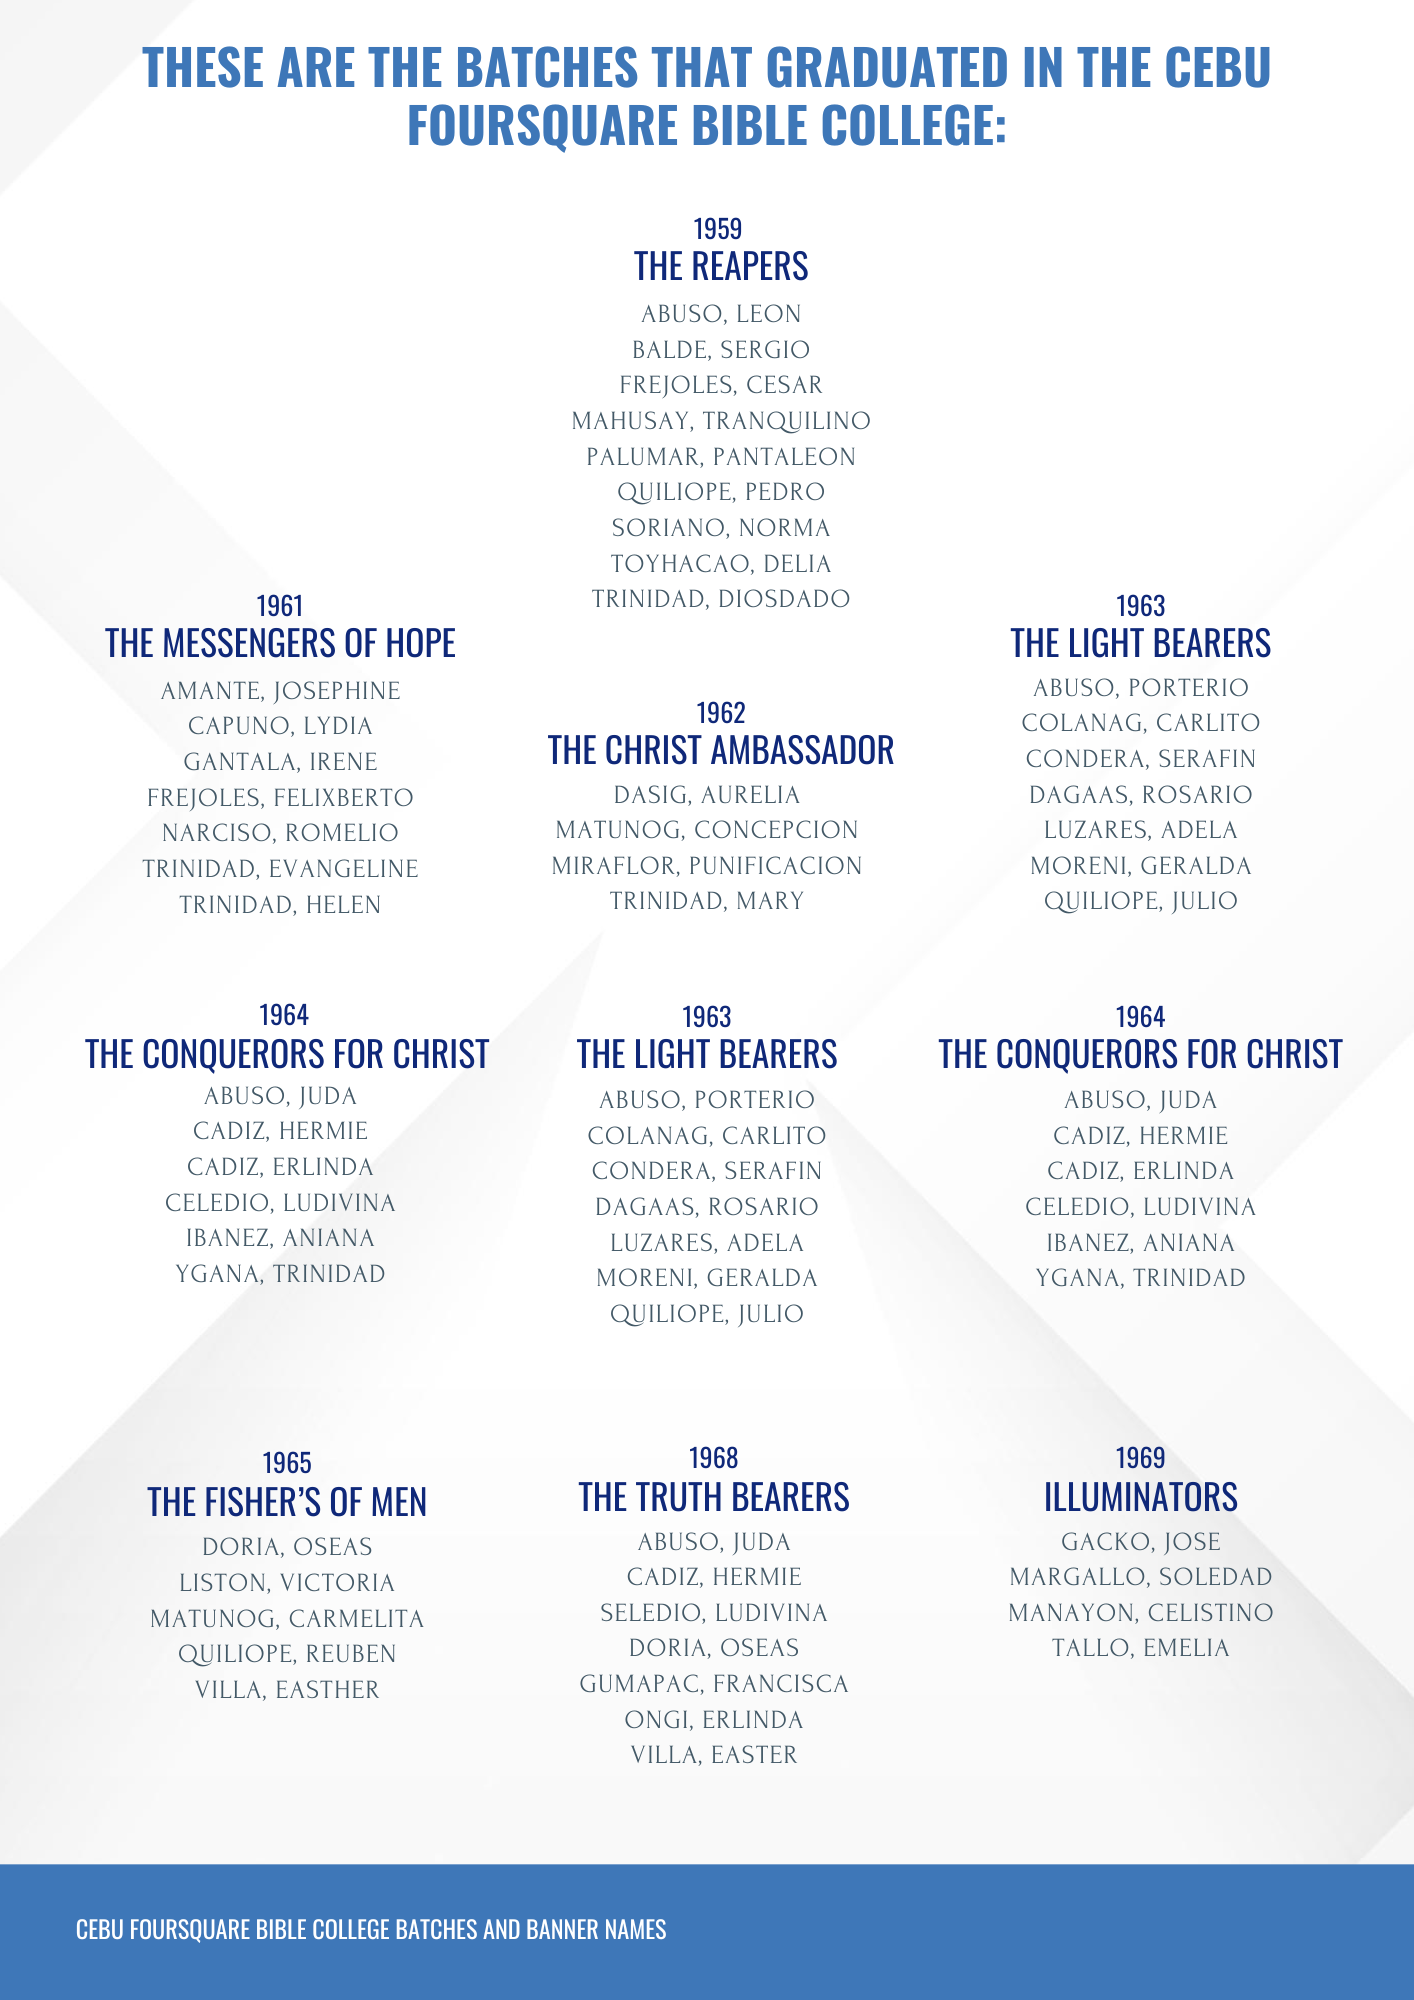 THESE ARE THE BATCHES THAT GRADUATED IN THE CEBU
FOURSQUARE BIBLE COLLEGE:
1959
THE REAPERS
ABUSO, LEON
BALDE, SERGIO
FREJOLES, CESAR
MAHUSAY, TRANQUILINO
PALUMAR, PANTALEON
QUILIOPE, PEDRO
SORIANO, NORMA
TOYHACAO, DELIA
TRINIDAD, DIOSDADO
1961
THE MESSENGERS OF HOPE
AMANTE, JOSEPHINE
CAPUNO, LYDIA
GANTALA, IRENE
FREJOLES, FELIXBERTO
NARCISO, ROMELIO
TRINIDAD, EVANGELINE
TRINIDAD, HELEN
1962
THE CHRIST AMBASSADOR
DASIG, AURELIA
MATUNOG, CONCEPCION
MIRAFLOR, PUNIFICACION
TRINIDAD, MARY
1963
THE LIGHT BEARERS
ABUSO, PORTERIO
COLANAG, CARLITO
CONDERA, SERAFIN
DAGAAS, ROSARIO
LUZARES, ADELA
MORENI, GERALDA
QUILIOPE, JULIO
1964
THE CONQUERORS FOR CHRIST
ABUSO, JUDA
CADIZ, HERMIE
CADIZ, ERLINDA
CELEDIO, LUDIVINA
IBANEZ, ANIANA
YGANA, TRINIDAD
1963
THE LIGHT BEARERS
ABUSO, PORTERIO
COLANAG, CARLITO
CONDERA, SERAFIN
DAGAAS, ROSARIO
LUZARES, ADELA
MORENI, GERALDA
QUILIOPE, JULIO
1964
THE CONQUERORS FOR CHRIST
ABUSO, JUDA
CADIZ, HERMIE
CADIZ, ERLINDA
CELEDIO, LUDIVINA
IBANEZ, ANIANA
YGANA, TRINIDAD
1965
THE FISHER’S OF MEN
DORIA, OSEAS
LISTON, VICTORIA
MATUNOG, CARMELITA
QUILIOPE, REUBEN
VILLA, EASTHER
1968
THE TRUTH BEARERS
ABUSO, JUDA
CADIZ, HERMIE
SELEDIO, LUDIVINA
DORIA, OSEAS
GUMAPAC, FRANCISCA
ONGI, ERLINDA
VILLA, EASTER
1969
ILLUMINATORS
GACKO, JOSE
MARGALLO, SOLEDAD
MANAYON, CELISTINO
TALLO, EMELIA
CEBU FOURSQUARE BIBLE COLLEGE BATCHES AND BANNER NAMES